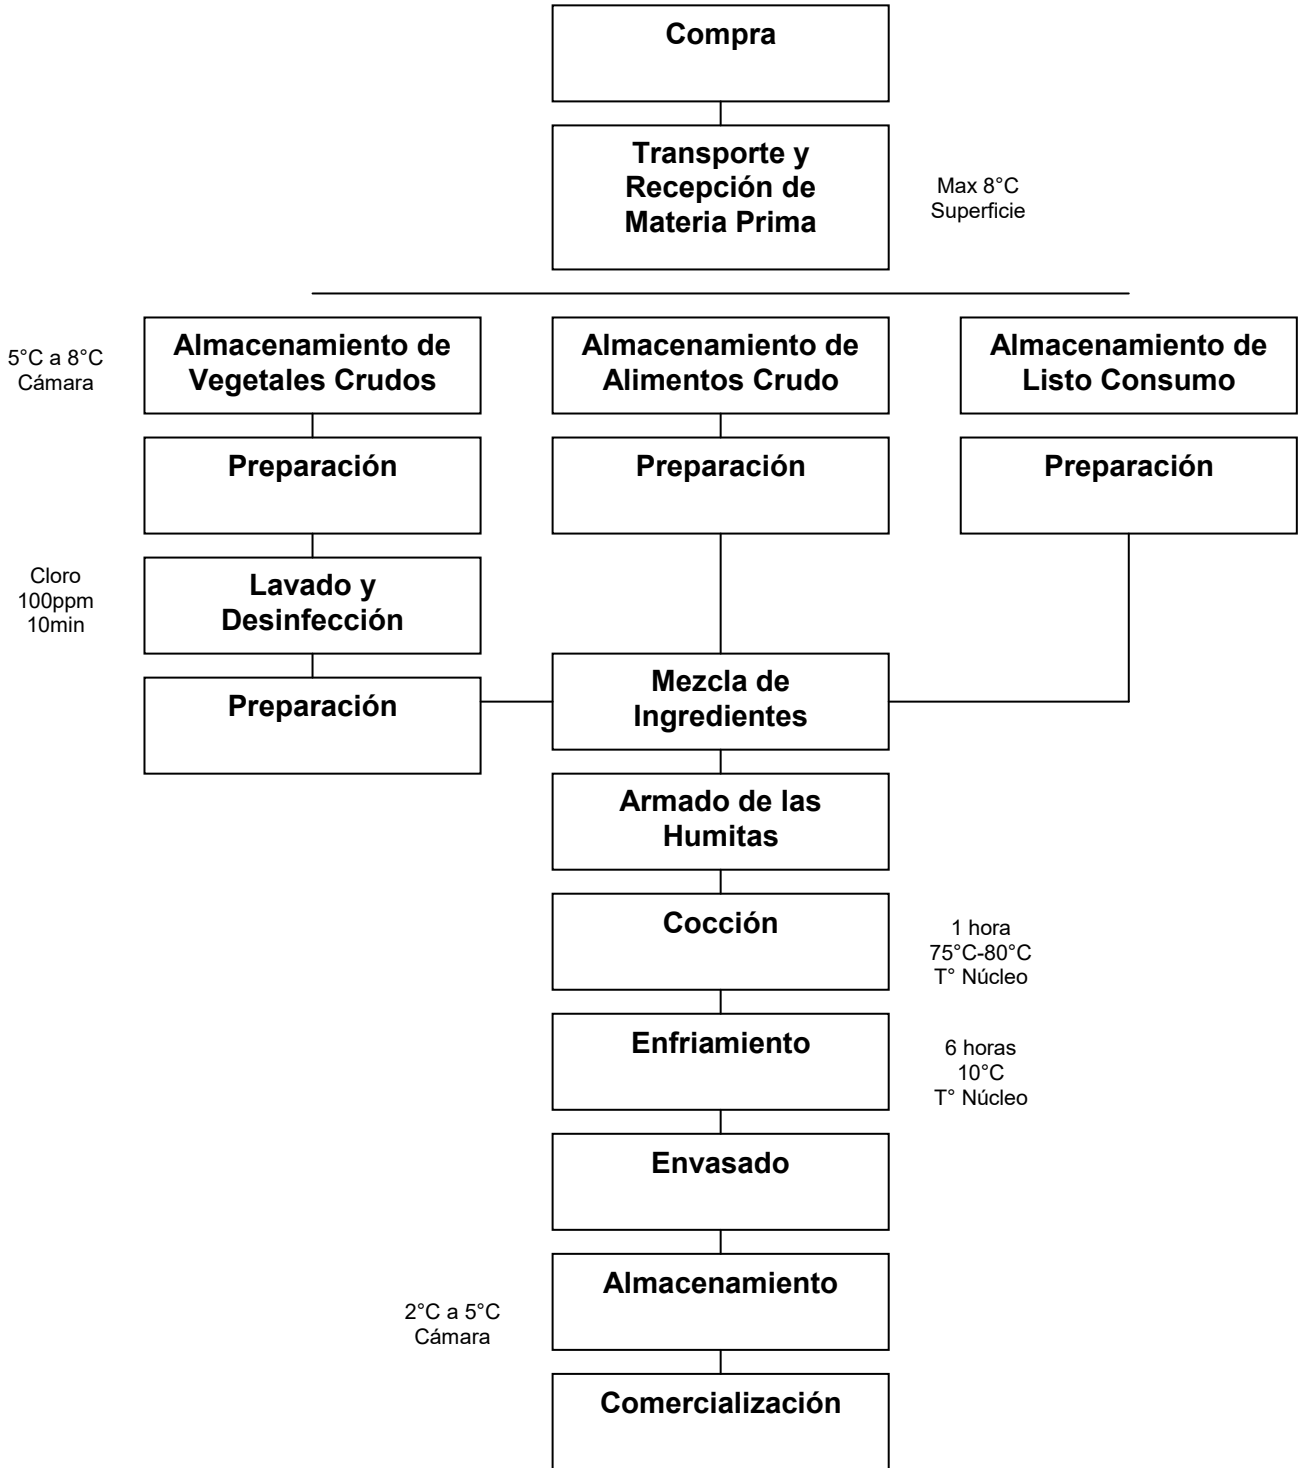 Compra
Transporte y
Recepción de
Materia Prima
Max 8°C
Superficie
5°C a 8°C
Cámara
Almacenamiento de
Vegetales Crudos
Almacenamiento de
Alimentos Crudo
Almacenamiento de
Listo Consumo
Preparación
Preparación
Preparación
Cloro
100ppm
10min
Lavado y
Desinfección
Preparación
Mezcla de
Ingredientes
Armado de las
Humitas
Cocción
1 hora
75°C-80°C
T° Núcleo
Enfriamiento
6 horas
10°C
T° Núcleo
Envasado
Almacenamiento
2°C a 5°C
Cámara
Comercialización